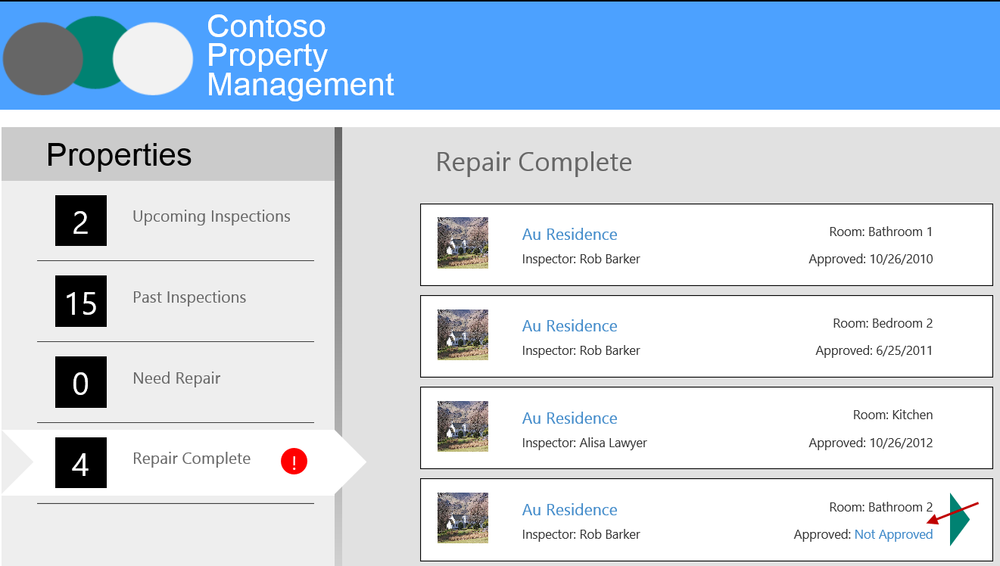 Contoso
Property
Management
Properties
2
Upcoming Inspections
15
Past Inspections
0
Need Repair
4
Repair Complete
!
Repair Complete
Au Residence
Room: Bathroom 1
Inspector: Rob Barker
Approved: 10/26/2010
Au Residence
Room: Bedroom 2
Inspector: Rob Barker
Approved: 6/25/2011
Au Residence
Room: Kitchen
Inspector: Alisa Lawyer
Approved: 10/26/2012
Au Residence
Room: Bathroom 2
Inspector: Rob Barker
Approved: Not Approved